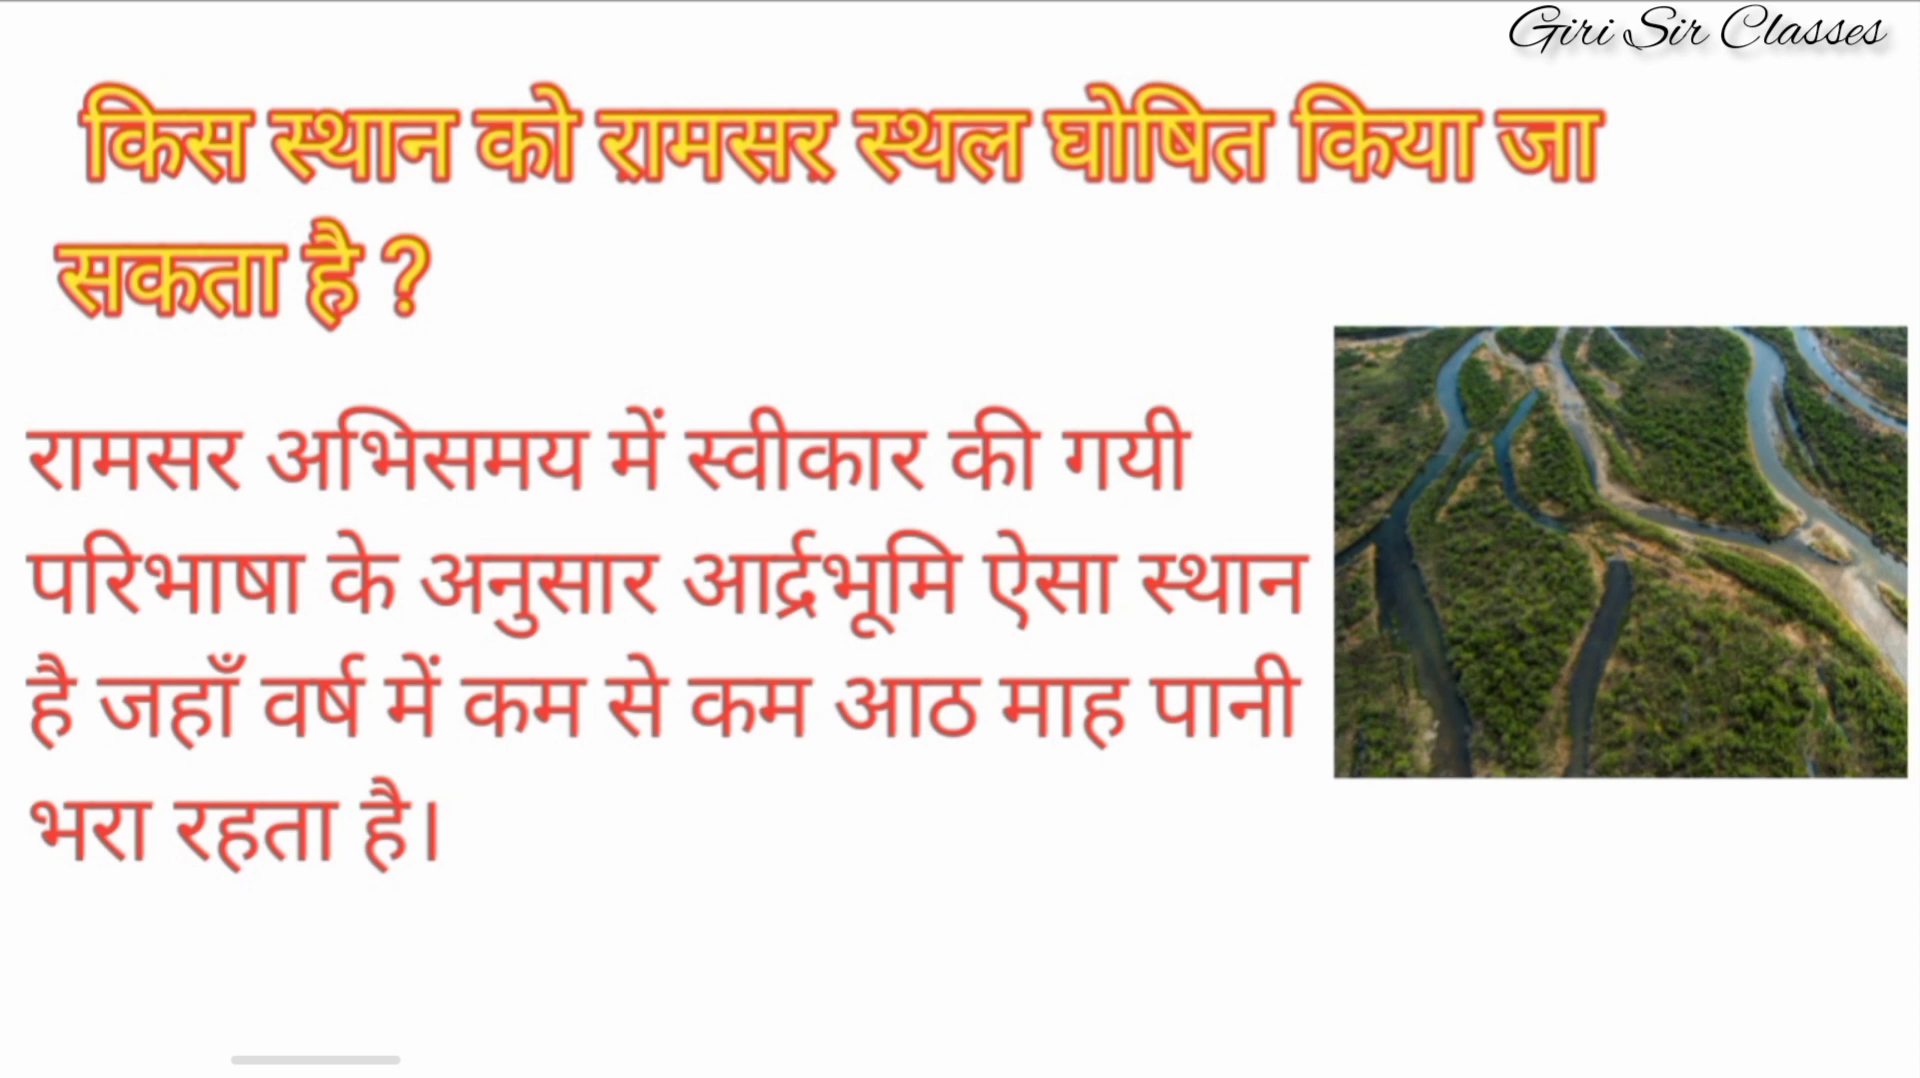 Giri Sir Classes
किस स्थान को रामसर स्थल घोषित किया जा
सकता है ?
रामसर अभिसमय में स्वीकार की गयी
परिभाषा के अनुसार आर्द्रभूमि ऐसा स्थान
है जहाँ वर्ष में कम से कम आठ माह पानी
भरा रहता है।